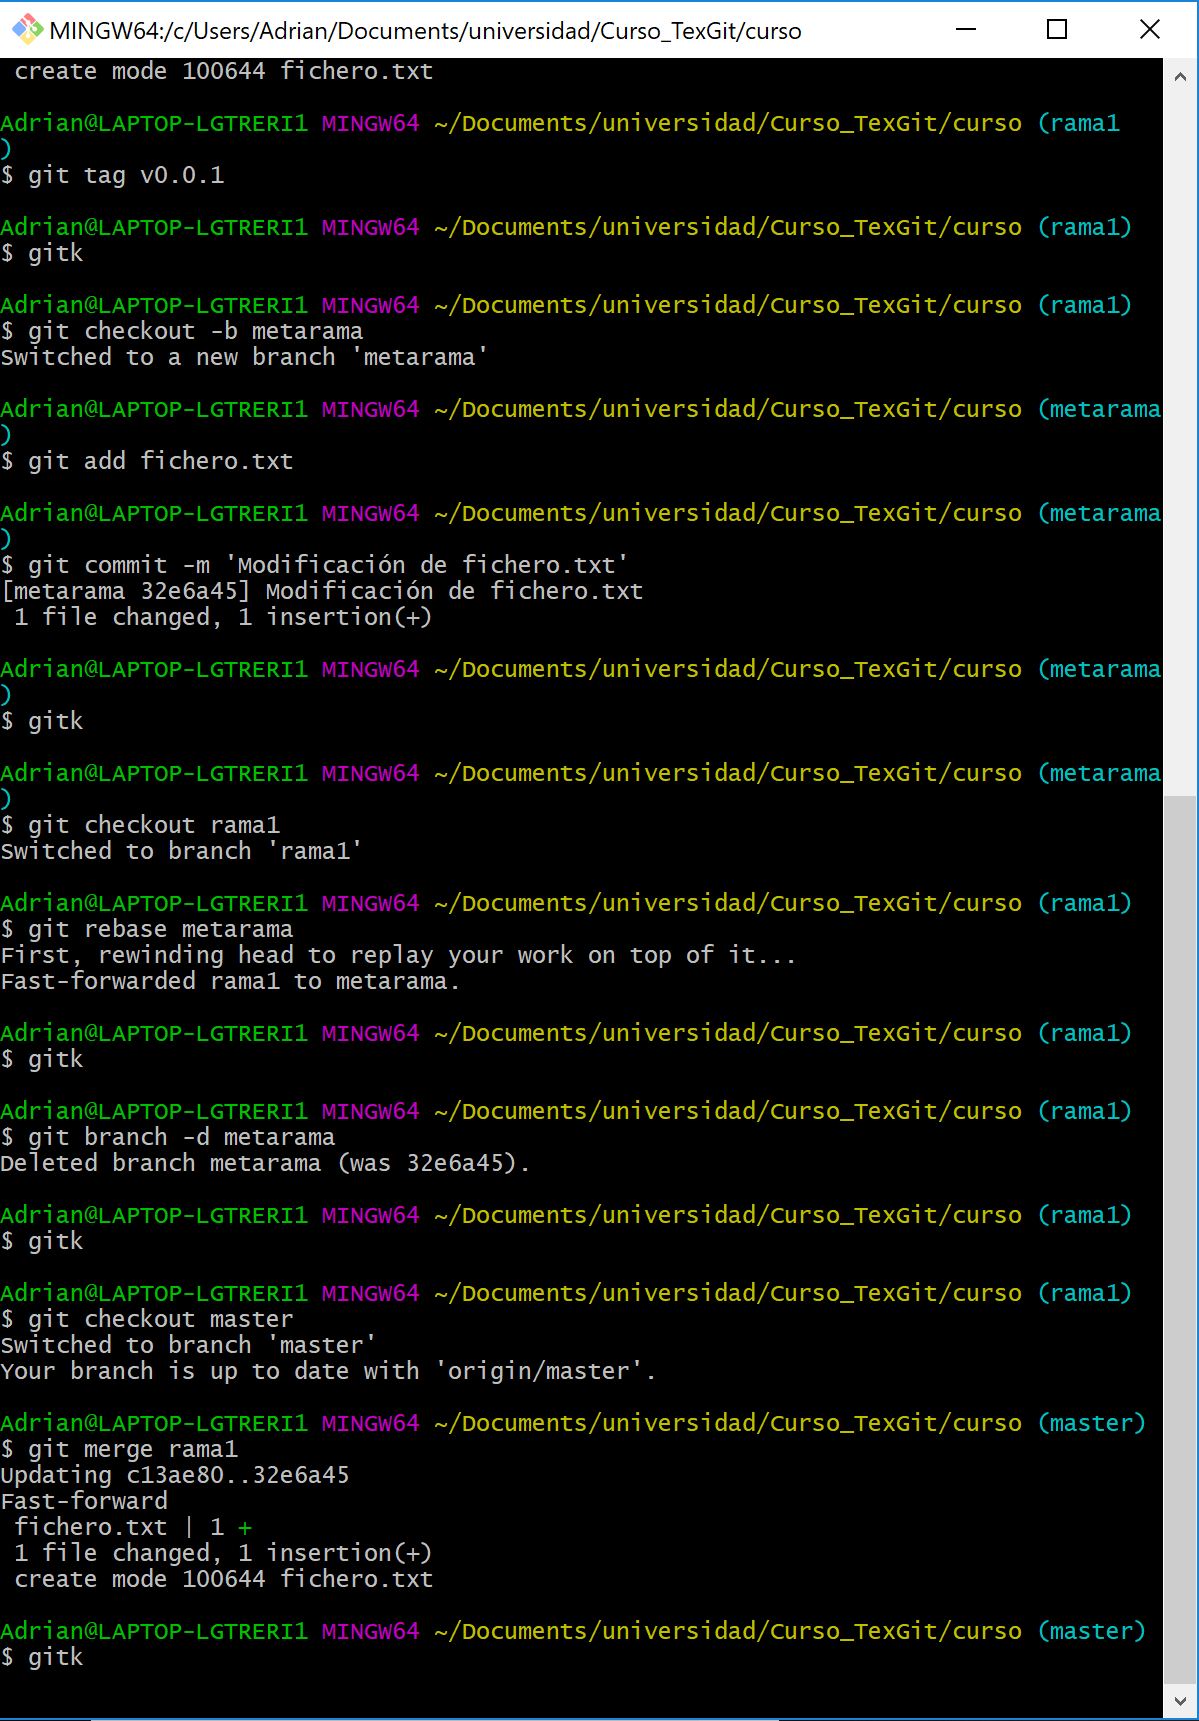 MINGW64:/c/Users/Adrian/Documents/universidad/Curso_TexGit/curso
 create mode 100644 fichero.txt
Adrian@LAPTOP-LGTRERI1 MINGW64 ~/Documents/universidad/Curso_TexGit/curso (rama1
)
$ git tag v0.0.1
Adrian@LAPTOP-LGTRERI1 MINGW64 ~/Documents/universidad/Curso_TexGit/curso (rama1)
$ gitk
Adrian@LAPTOP-LGTRERI1 MINGW64 ~/Documents/universidad/Curso_TexGit/curso (rama1)
$ git checkout -b metarama
Switched to a new branch 'metarama'
Adrian@LAPTOP-LGTRERI1 MINGW64 ~/Documents/universidad/Curso_TexGit/curso (metarama
)
$ git add fichero.txt
Adrian@LAPTOP-LGTRERI1 MINGW64 ~/Documents/universidad/Curso_TexGit/curso (metarama
)
$ git commit -m 'Modificación de fichero.txt'
[metarama 32e6a45] Modificación de fichero.txt
 1 file changed, 1 insertion(+)
Adrian@LAPTOP-LGTRERI1 MINGW64 ~/Documents/universidad/Curso_TexGit/curso (metarama
)
$ gitk
Adrian@LAPTOP-LGTRERI1 MINGW64 ~/Documents/universidad/Curso_TexGit/curso (metarama
)
$ git checkout rama1
Switched to branch 'rama1'
Adrian@LAPTOP-LGTRERI1 MINGW64 ~/Documents/universidad/Curso_TexGit/curso (rama1)
$ git rebase metarama
First, rewinding head to replay your work on top of it...
Fast-forwarded rama1 to metarama.
Adrian@LAPTOP-LGTRERI1 MINGW64 ~/Documents/universidad/Curso_TexGit/curso (rama1)
$ gitk
Adrian@LAPTOP-LGTRERI1 MINGW64 ~/Documents/universidad/Curso_TexGit/curso (rama1)
$ git branch -d metarama
Deleted branch metarama (was 32e6a45).
Adrian@LAPTOP-LGTRERI1 MINGW64 ~/Documents/universidad/Curso_TexGit/curso (rama1)
$ gitk
Adrian@LAPTOP-LGTRERI1 MINGW64 ~/Documents/universidad/Curso_TexGit/curso (rama1)
$ git checkout master
Switched to branch 'master'
Your branch is up to date with 'origin/master'.
Adrian@LAPTOP-LGTRERI1 MINGW64 ~/Documents/universidad/Curso_TexGit/curso (master)
$ git merge rama1
Updating c13ae80..32e6a45
Fast-forward
 fichero.txt | 1 +
 1 file changed, 1 insertion(+)
 create mode 100644 fichero.txt
Adrian@LAPTOP-LGTRERI1 MINGW64 ~/Documents/universidad/Curso_TexGit/curso (master)
$ gitk